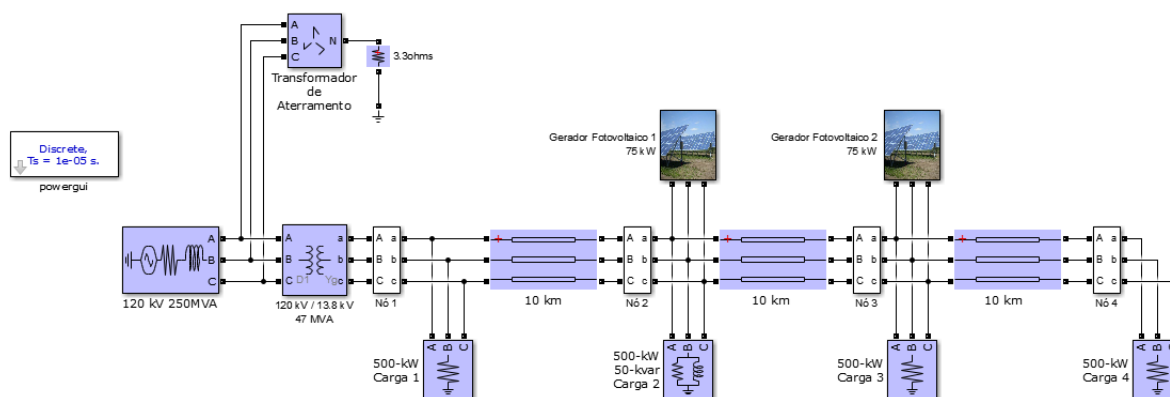 A
B
C
N
3.3ohms
Transformador
de
Aterramento
Discrete,
Ts = 1e-05 s.
powergui
Gerador Fotovoltaico 1
75 kW
Gerador Fotovoltaico 2
75 kW
A
B
C
120 kV 250MVA
A
B
C
a
b
c
D1 Yg
120 kV / 13.8 kV
47 MVA
A a
B b
C c
Nó 1
10 km
A a
B b
C c
Nó 2
10 km
A a
B b
C c
Nó 3
10 km
A a
B b
C c
Nó 4
A B C
500-kW
Carga 1
A B C
500-kW
50-kvar
Carga 2
A B C
500-kW
Carga 3
A B C
500-kW
Carga 4